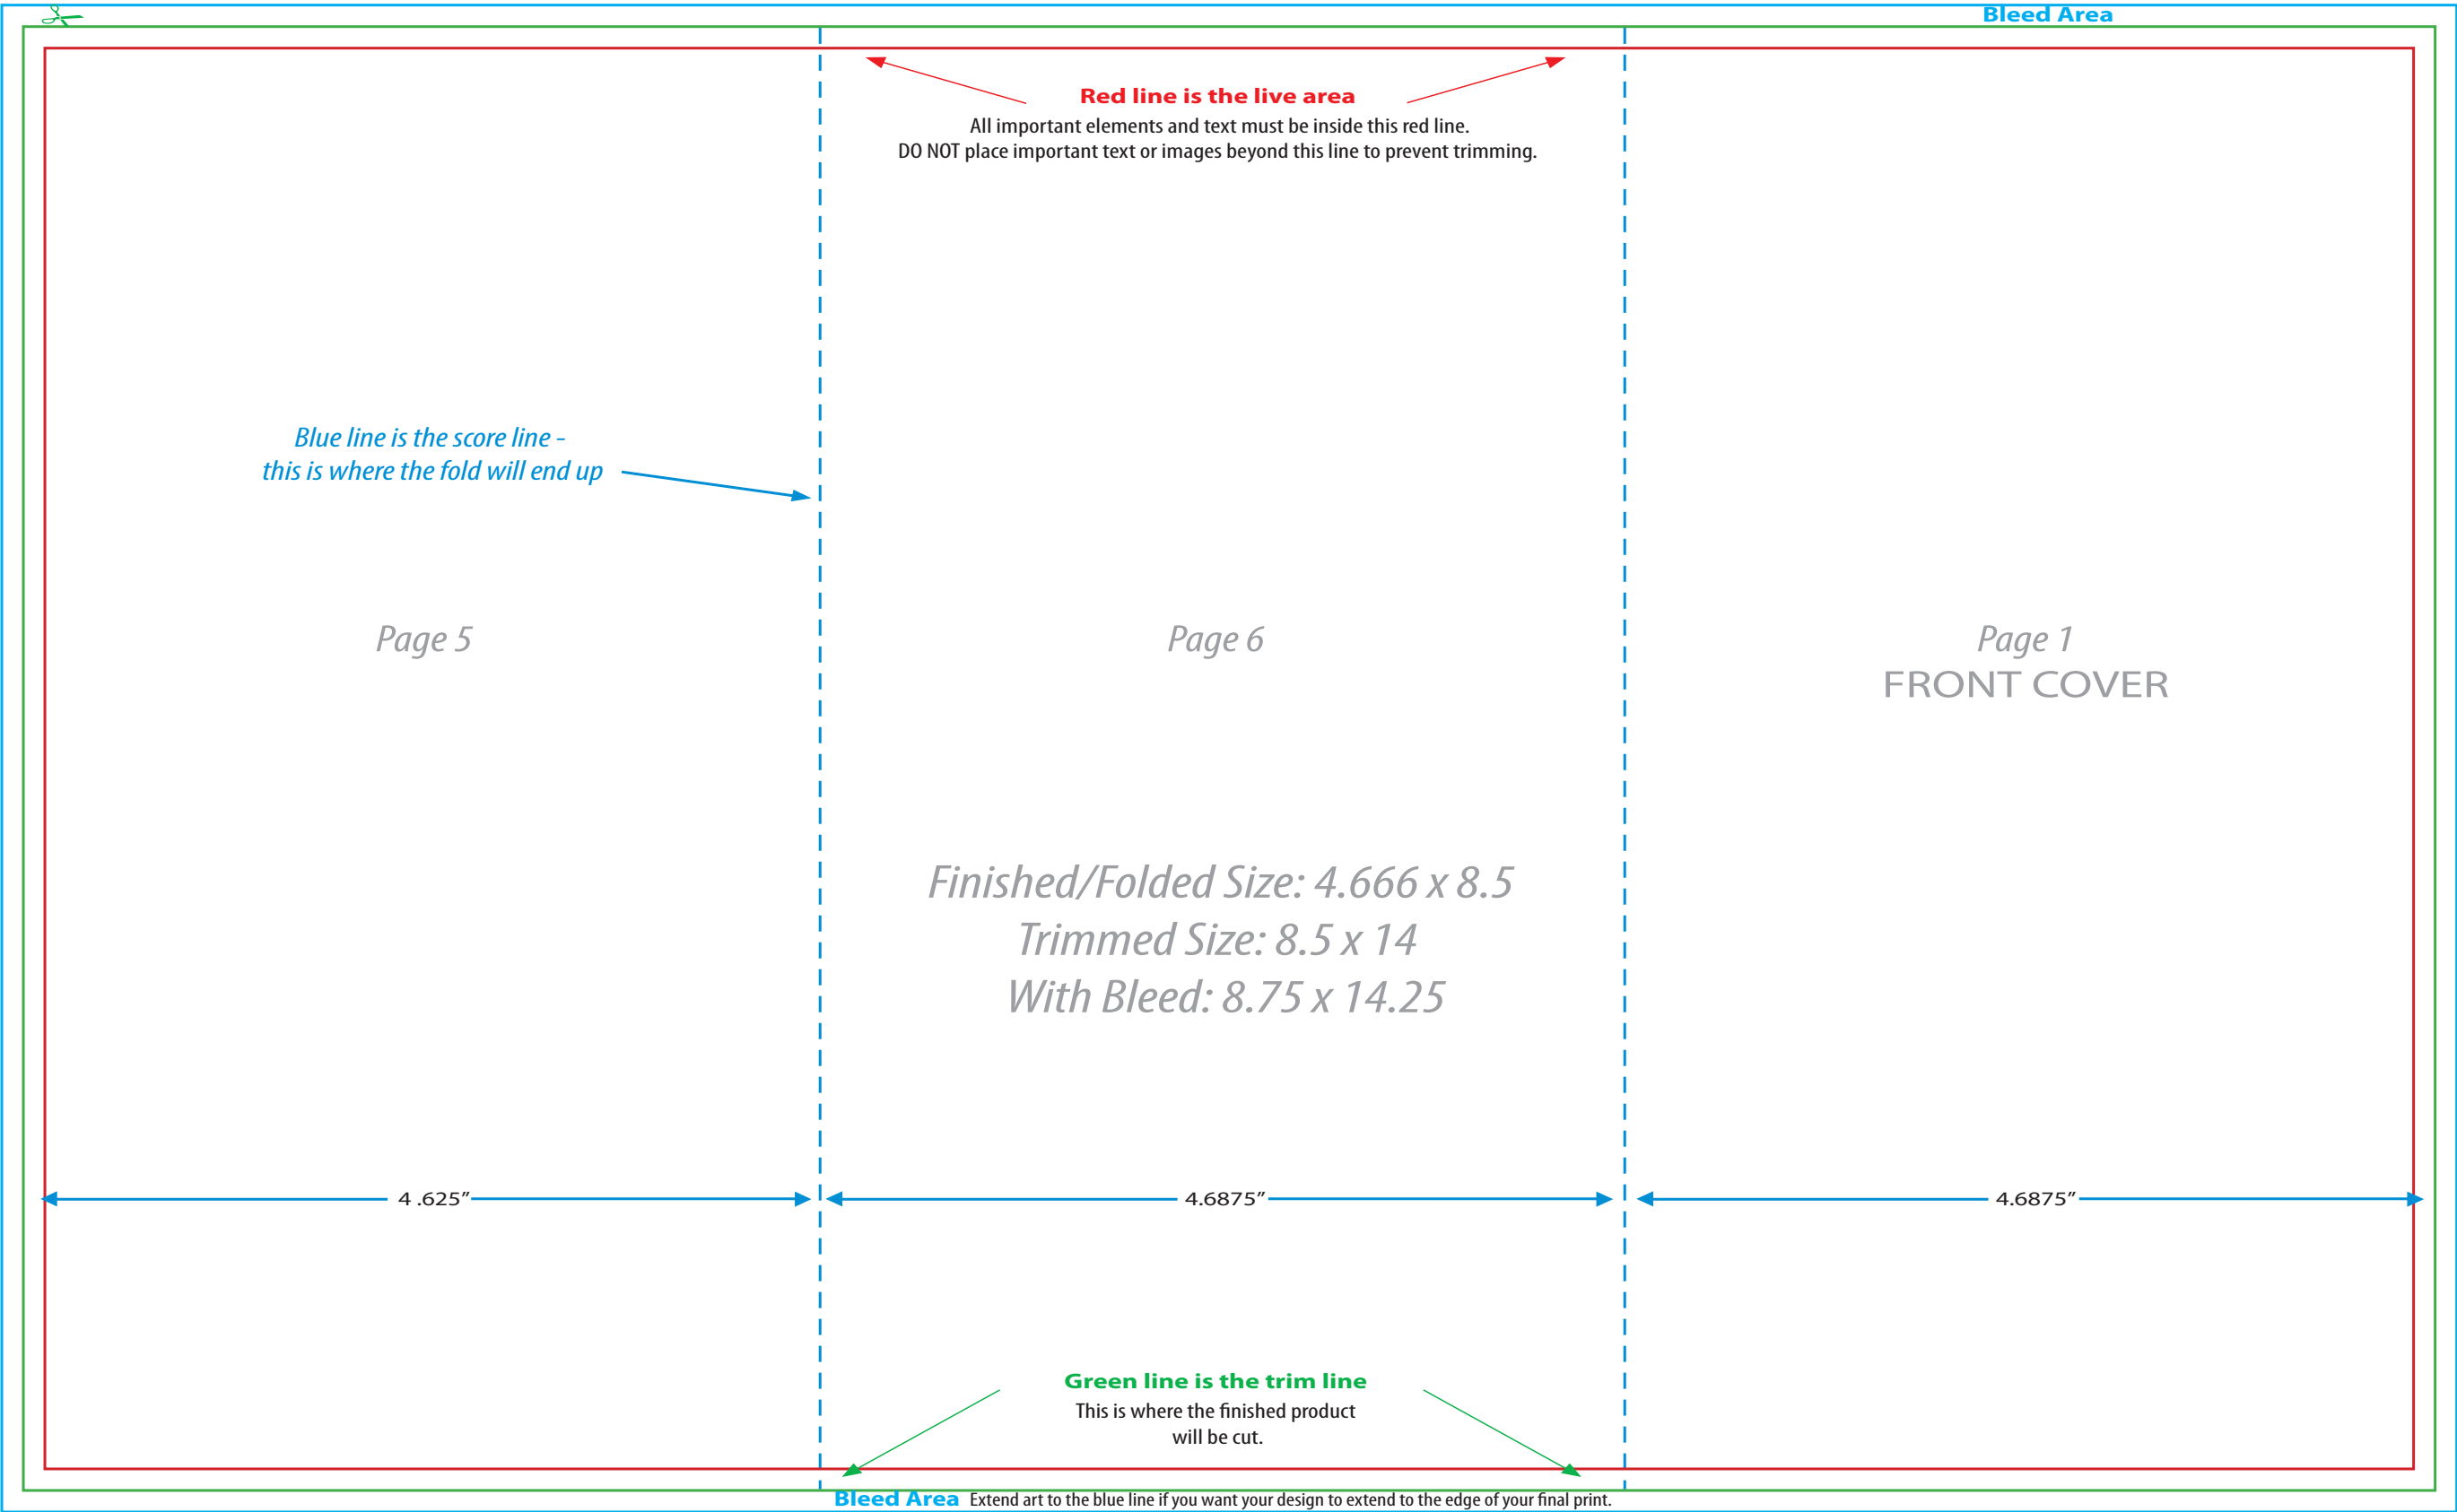 Bleed Area
Red line is the live area
All important elements and text must be inside this red line.
DO NOT place important text or images beyond this line to prevent trimming.
Blue line is the score line -
this is where the fold will end up
Page 5
Page 6
Page 1
FRONT COVER
Finished/Folded Size: 4.666 x 8.5
Trimmed Size: 8.5 x 14
With Bleed: 8.75 x 14.25
4 .625”
4.6875”
4.6875”
Green line is the trim line
This is where the finished product
will be cut.
Bleed Area Extend art to the blue line if you want your design to extend to the edge of your final print.